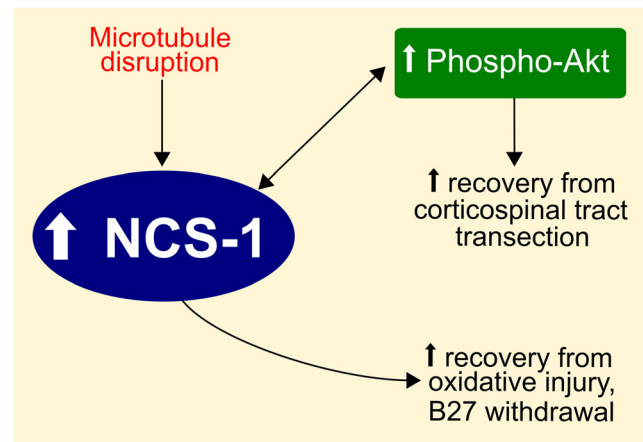 Microtubule
disruption
⬆ Phospho-Akt
⬆ NCS-1
⬆ recovery from
corticospinal tract
transection
⬆ recovery from
oxidative injury,
B27 withdrawal